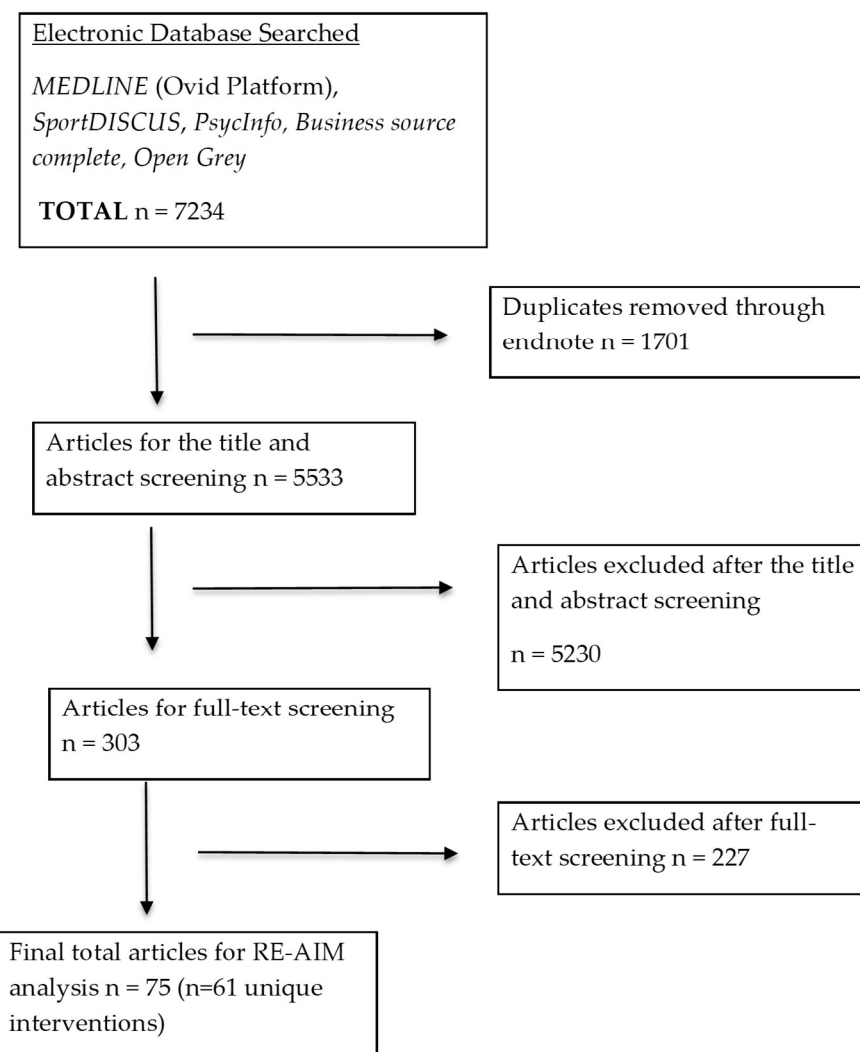 Electronic Database Searched
MEDLINE (Ovid Platform),
SportDISCUS, PsycInfo, Business source
complete, Open Grey
TOTAL n = 7234
Duplicates removed through
endnote n = 1701
Articles for the title and
abstract screening n = 5533
Articles excluded after the title
and abstract screening
n = 5230
Articles for full-text screening
n = 303
Articles excluded after full-
text screening n = 227
Final total articles for RE-AIM
analysis n = 75 (n=61 unique
interventions)